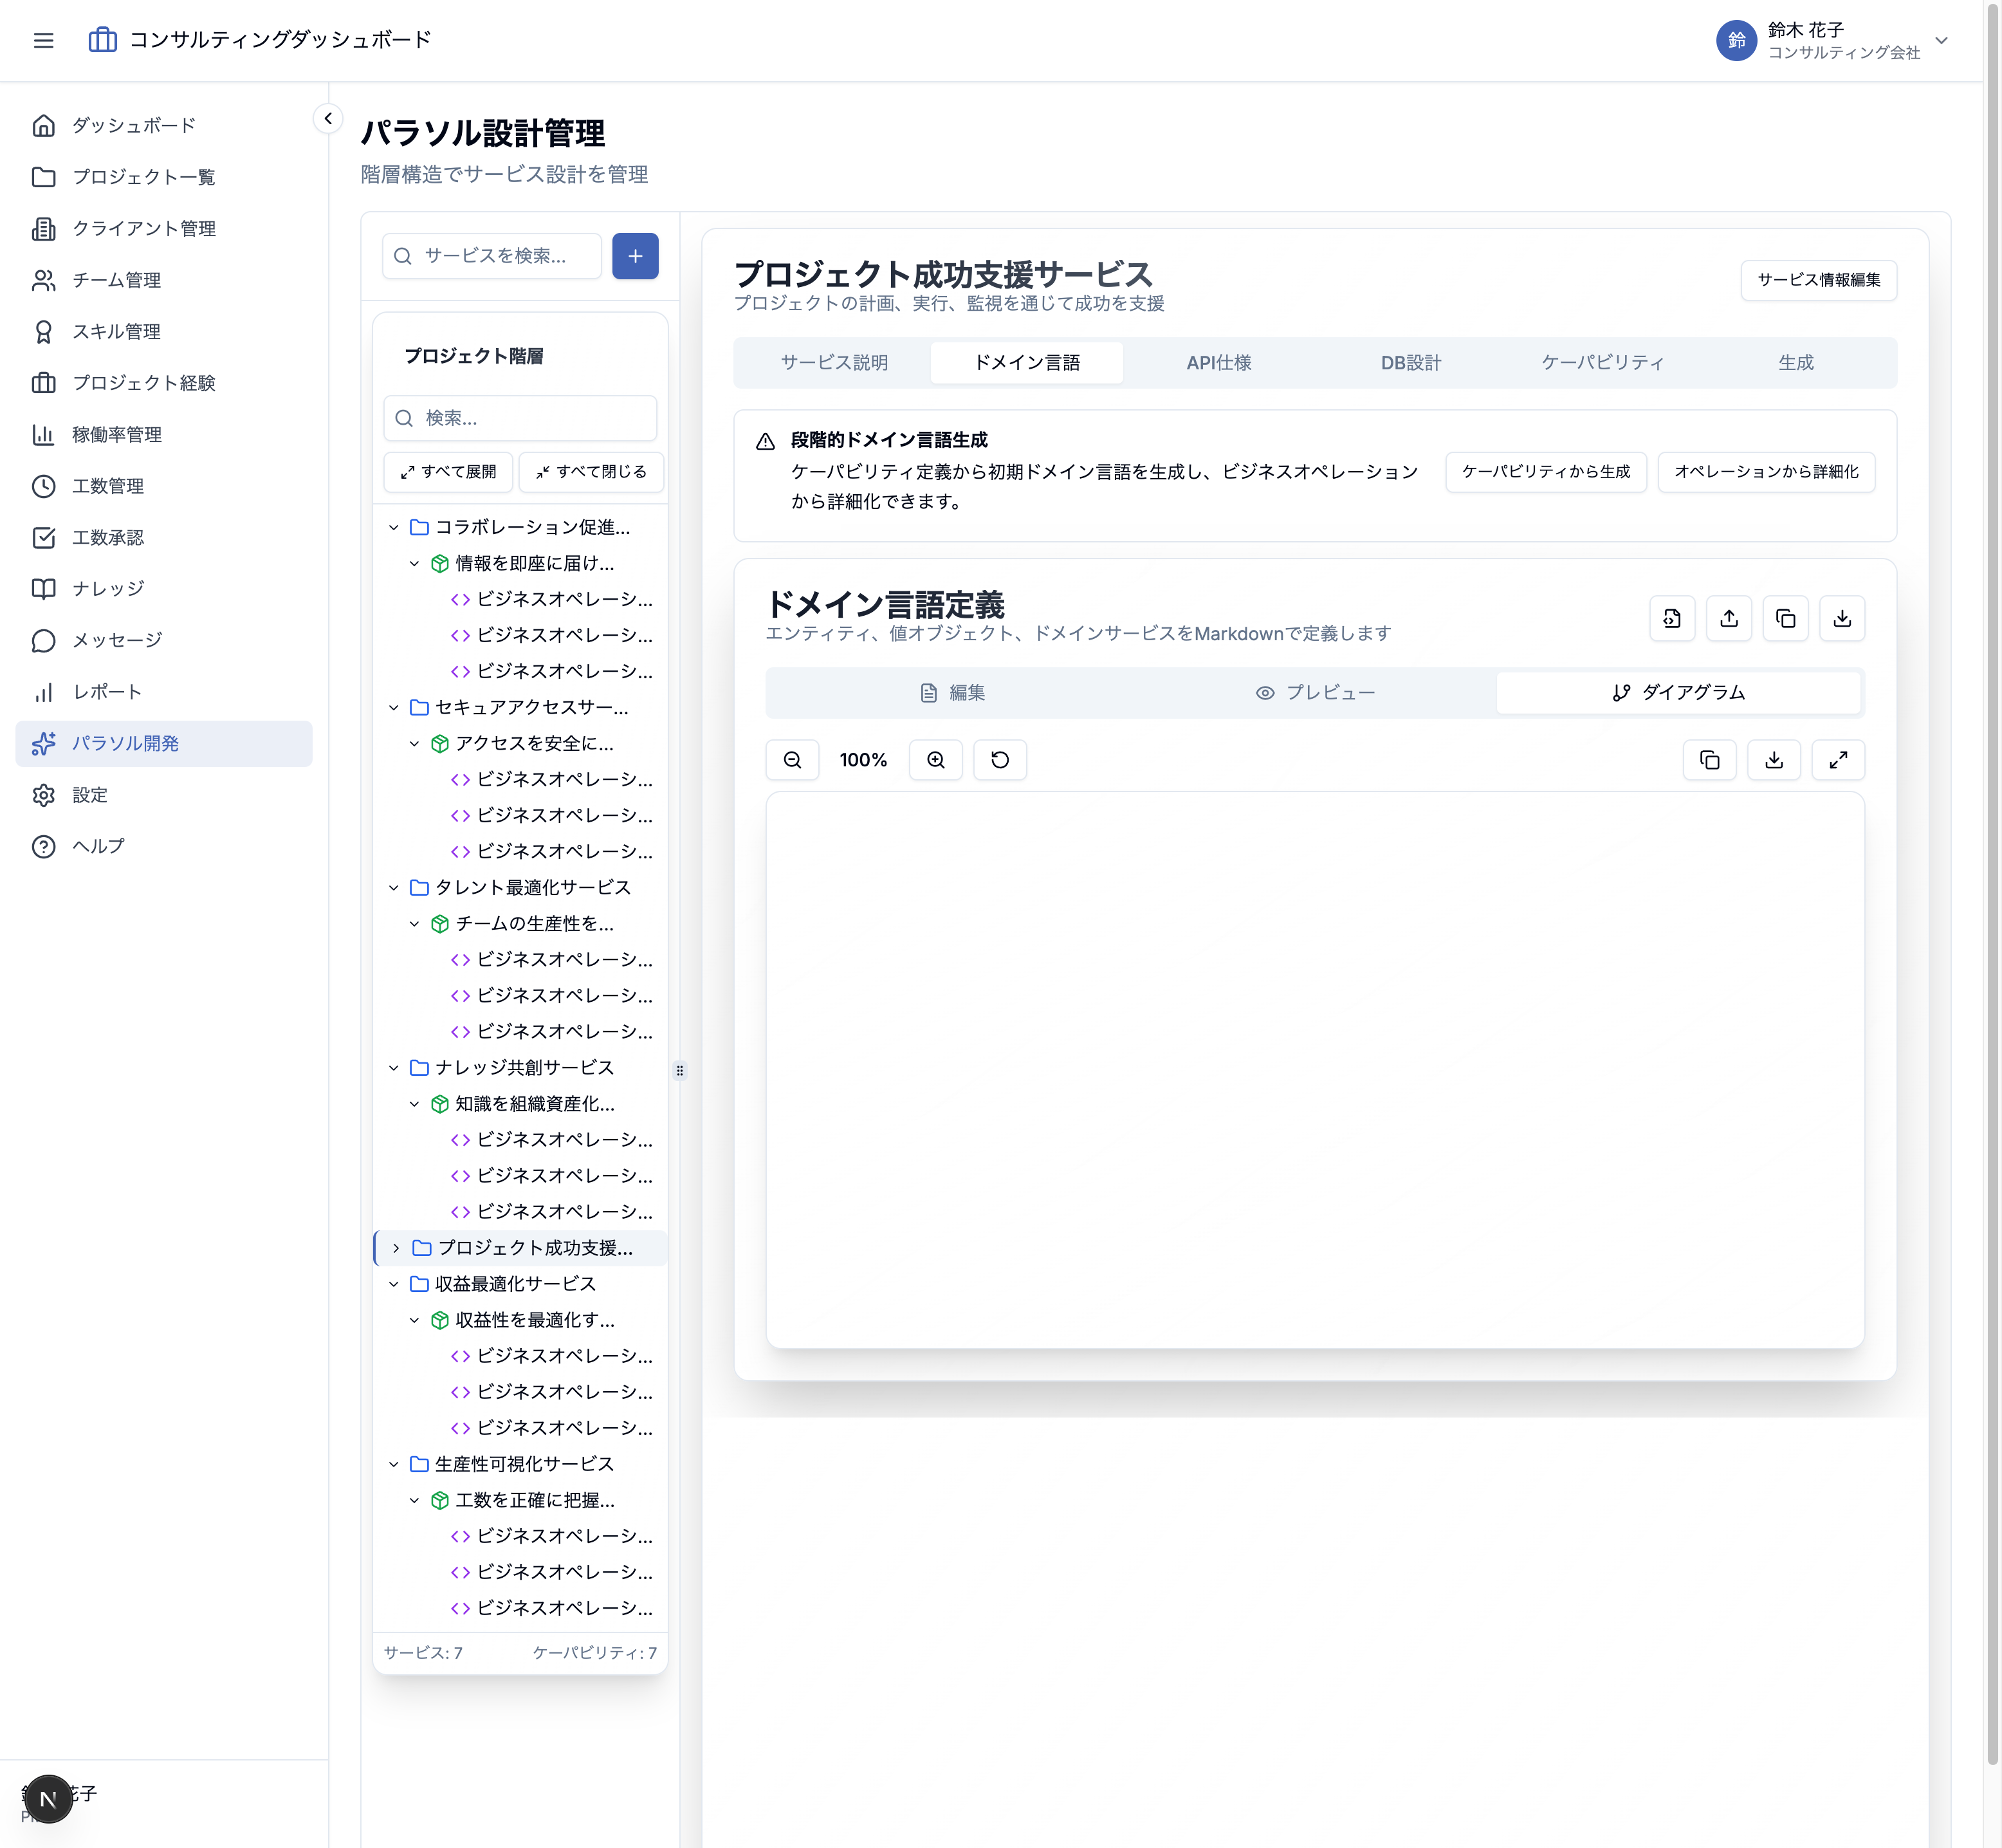 コンサルティングダッシュボード
鈴
鈴木 花子
コンサルティング会社
ダッシュボード
プロジェクト一覧
クライアント管理
チーム管理
スキル管理
プロジェクト経験
稼働率管理
工数管理
工数承認
ナレッジ
メッセージ
レポート
パラソル開発
設定
ヘルプ
花子
N
パラソル設計管理
階層構造でサービス設計を管理
サービスを検索...
プロジェクト階層
検索...
すべて展開
すべて閉じる
コラボレーション促進...
情報を即座に届け...
ビジネスオペレーシ...
ビジネスオペレーシ...
ビジネスオペレーシ...
セキュアアクセスサー...
アクセスを安全に...
ビジネスオペレーシ...
ビジネスオペレーシ...
ビジネスオペレーシ...
タレント最適化サービス
チームの生産性を...
ビジネスオペレーシ...
ビジネスオペレーシ...
ビジネスオペレーシ...
ナレッジ共創サービス
知識を組織資産化...
ビジネスオペレーシ...
ビジネスオペレーシ...
ビジネスオペレーシ...
プロジェクト成功支援...
収益最適化サービス
収益性を最適化す...
ビジネスオペレーシ...
ビジネスオペレーシ...
ビジネスオペレーシ...
生産性可視化サービス
工数を正確に把握...
ビジネスオペレーシ...
ビジネスオペレーシ...
ビジネスオペレーシ...
サービス: 7
ケーパビリティ: 7
プロジェクト成功支援サービス
プロジェクトの計画、実行、監視を通じて成功を支援
サービス情報編集
サービス説明
ドメイン言語
API仕様
DB設計
ケーパビリティ
生成
段階的ドメイン言語生成
ケーパビリティ定義から初期ドメイン言語を生成し、ビジネスオペレーション
から詳細化できます。
ケーパビリティから生成
オペレーションから詳細化
ドメイン言語定義
エンティティ、値オブジェクト、ドメインサービスをMarkdownで定義します
編集
プレビュー
ダイアグラム
100%